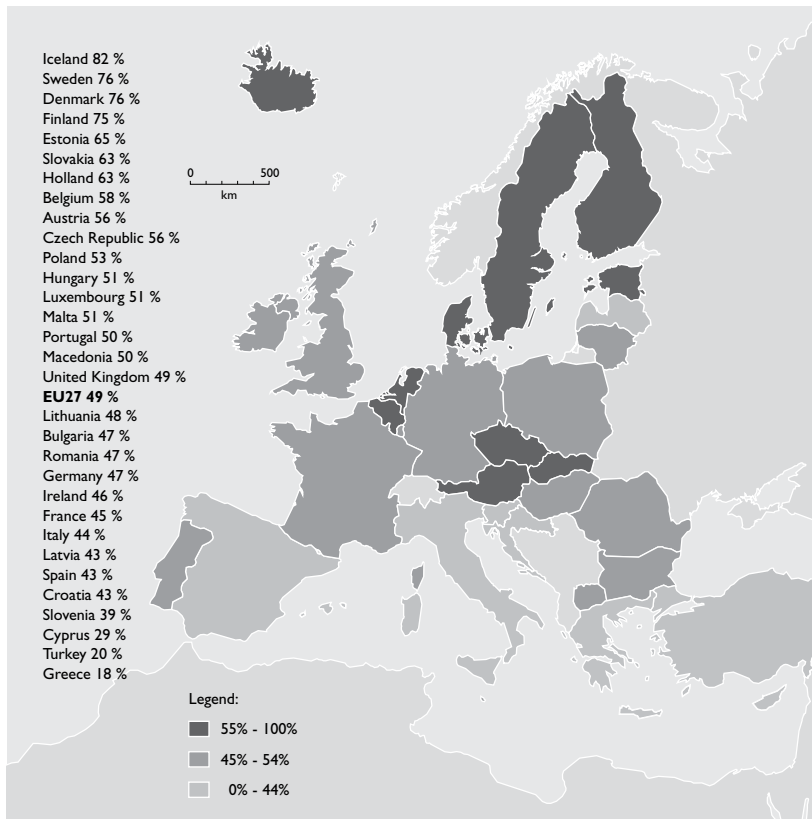 Iceland 82 %
Sweden 76 %
Denmark 76 %
Finland 75 %
Estonia 65 %
Slovakia 63 %
Holland 63 %
Belgium 58 %
Austria 56 %
Czech Republic 56 %
Poland 53 %
Hungary 51 %
Luxembourg 51 %
Malta 51 %
Portugal 50 %
Macedonia 50 %
United Kingdom 49 %
EU27 49 %
Lithuania 48 %
Bulgaria 47 %
Romania 47 %
Germany 47 %
Ireland 46 %
France 45 %
Italy 44 %
Latvia 43 %
Spain 43 %
Croatia 43 %
Slovenia 39 %
Cyprus 29 %
Turkey 20 %
Greece 18 %
0 500
km
Legend:
55% - 100%
45% - 54%
0% - 44%